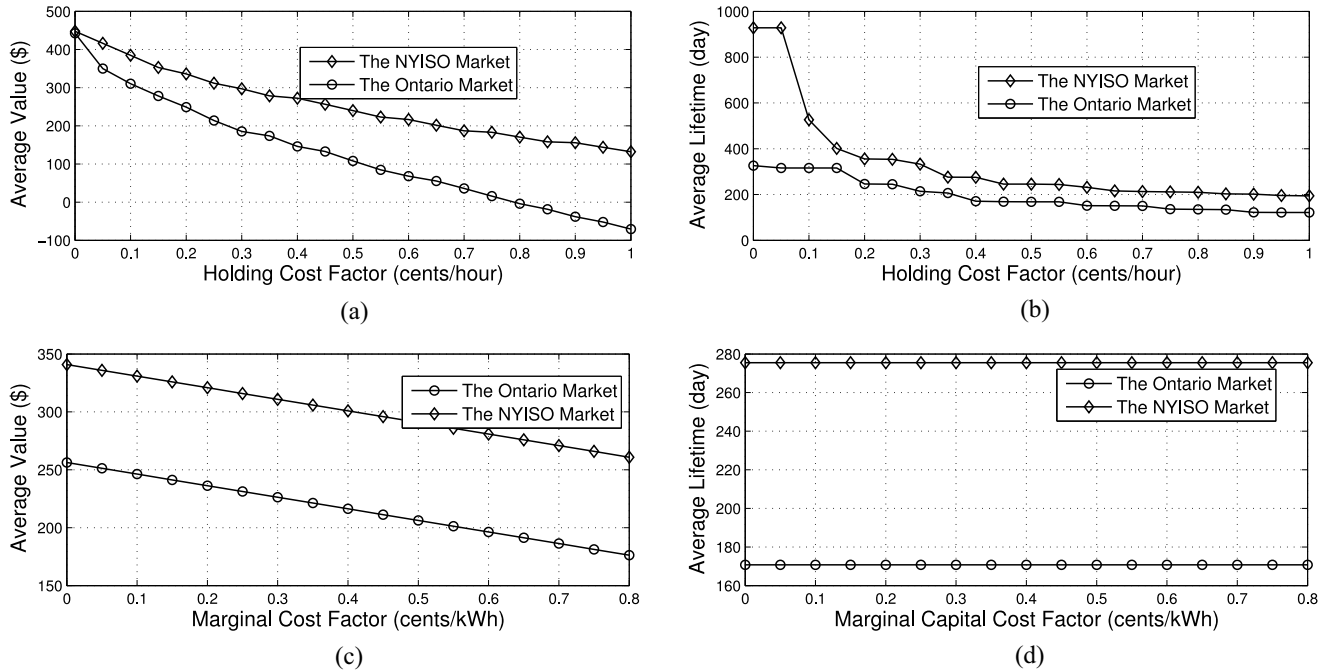 500
400
300
200
100
0
−100
Average Value ($)
The NYISO Market
The Ontario Market
0 0.1 0.2 0.3 0.4 0.5 0.6 0.7 0.8 0.9 1
Holding Cost Factor (cents/hour)
(a)
1000
800
600
400
200
0
Average Lifetime (day)
The NYISO Market
The Ontario Market
0 0.1 0.2 0.3 0.4 0.5 0.6 0.7 0.8 0.9 1
Holding Cost Factor (cents/hour)
(b)
350
300
250
200
150
Average Value ($)
The Ontario Market
The NYISO Market
0 0.1 0.2 0.3 0.4 0.5 0.6 0.7 0.8
Marginal Cost Factor (cents/kWh)
(c)
280
260
240
220
200
180
160
Average Lifetime (day)
The Ontario Market
The NYISO Market
0 0.1 0.2 0.3 0.4 0.5 0.6 0.7 0.8
Marginal Capital Cost Factor (cents/kWh)
(d)